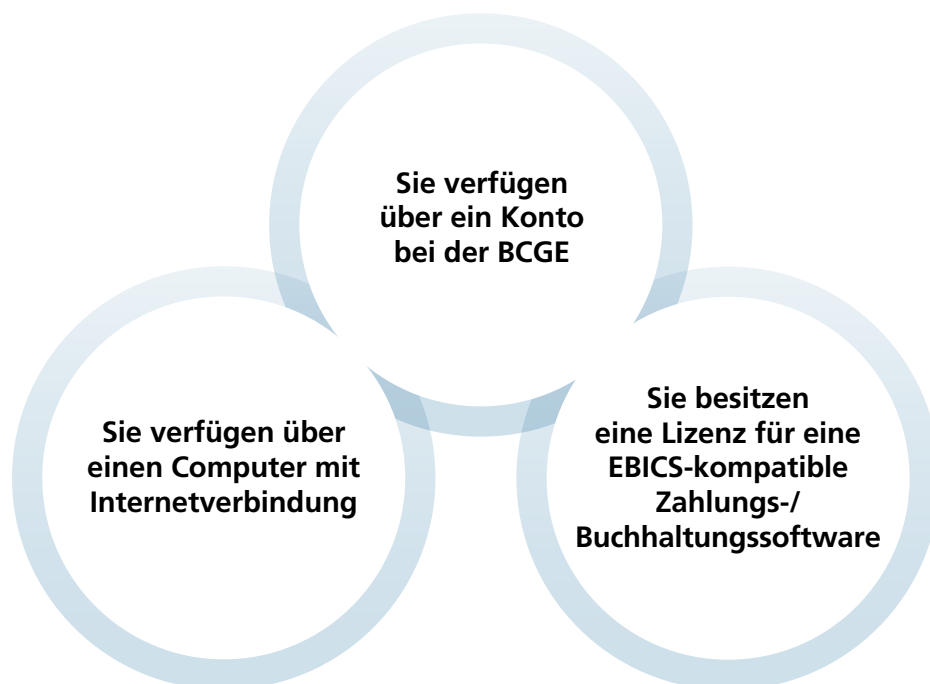 Sie verfügen
über ein Konto
bei der BCGE
Sie verfügen über
einen Computer mit
Internetverbindung
Sie besitzen
eine Lizenz für eine
EBICS-kompatible
Zahlungs-/
Buchhaltungssoftware